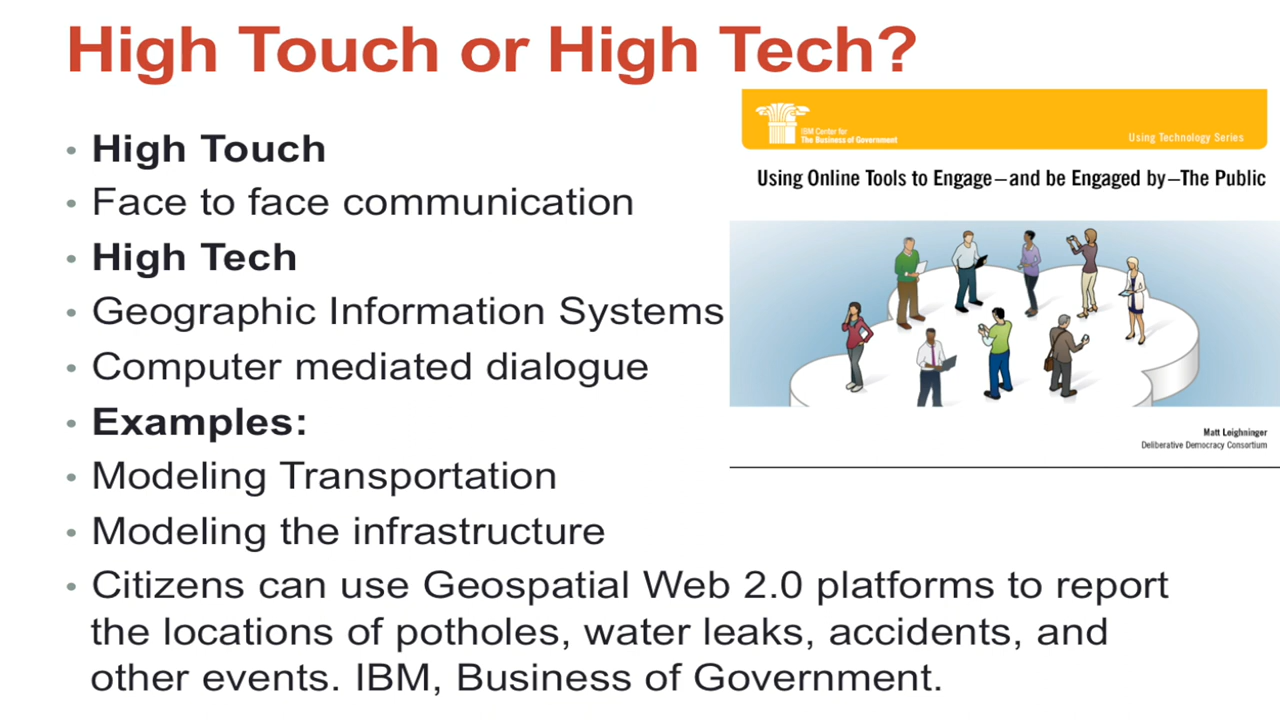 High Touch or High Tech?
• High Touch
• Face to face communication
• High Tech
• Geographic Information Systems
• Computer mediated dialogue
• Examples:
• Modeling Transportation
• Modeling the infrastructure
• Citizens can use Geospatial Web 2.0 platforms to report
the locations of potholes, water leaks, accidents, and
other events. IBM, Business of Government.
IBM Center for
The Business of Government
Using Technology Series
Using Online Tools to Engage—and be Engaged by—The Public
Matt Leighninger
Deliberative Democracy Consortium